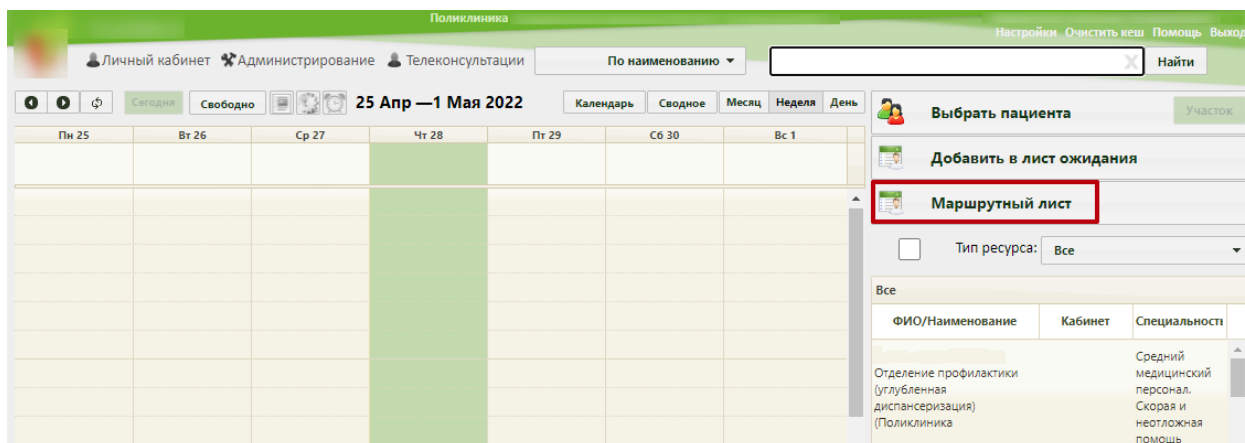 Поликлиника
Настройки Очистить кеш Помощь Выход
Личный кабинет Администрирование Телеконсультации По наименованию X Найти
Сегодня Свободно 25 Апр —1 Мая 2022 Календарь Сводное Месяц Неделя День
Выбрать пациента Участок
Пн 25 Вт 26 Ср 27 Чт 28 Пт 29 Сб 30 Вс 1
Добавить в лист ожидания
Маршрутный лист
Тип ресурса: Все
Все
ФИО/Наименование Кабинет Специальность
Отделение профилактики
(углубленная
диспансеризация)
(Поликлиника
Средний
медицинский
персонал.
Скорая и
неотложная
помощь